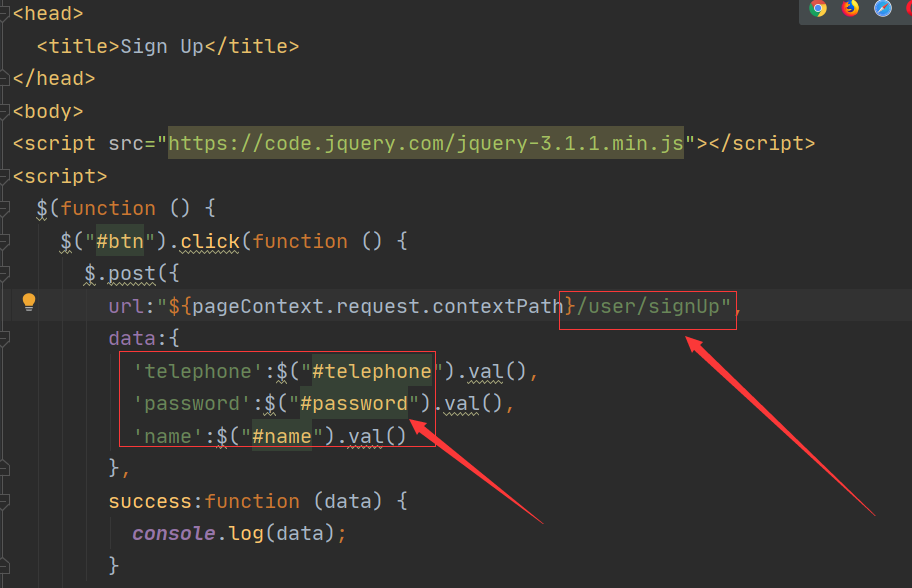 <head>
<title>Sign Up</title>
</head>
<body>
<script src="https://code.jquery.com/jquery-3.1.1.min.js"></script>
<script>
$(function () {
$("#btn").click(function () {
$.post({
url:"${pageContext.request.contextPath}/user/signUp",
data:{
'telephone':$("#telephone").val(),
'password':$("#password").val(),
'name':$("#name").val()
},
success:function (data) {
console.log(data);
}